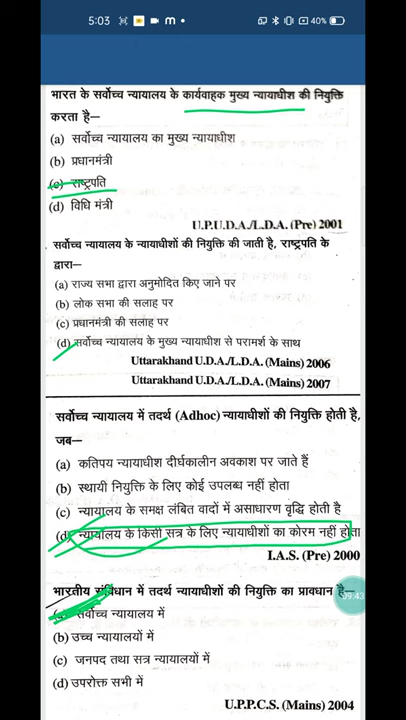 5:03
40%
भारत के सर्वोच्च न्यायालय के कार्यवाहक मुख्य न्यायाधीश की नियुक्ति
करता है–
(a) सर्वोच्च न्यायालय का मुख्य न्यायाधीश
(b) प्रधानमंत्री
(c) राष्ट्रपति
(d) विधि मंत्री
U.P.U.D.A./L.D.A. (Pre) 2001
सर्वोच्च न्यायालय के न्यायाधीशों की नियुक्ति की जाती है, राष्ट्रपति के
द्वारा–
(a) राज्य सभा द्वारा अनुमोदित किए जाने पर
(b) लोक सभा की सलाह पर
(c) प्रधानमंत्री की सलाह पर
(d) सर्वोच्च न्यायालय के मुख्य न्यायाधीश से परामर्श के साथ
Uttarakhand U.D.A./L.D.A. (Mains) 2006
Uttarakhand U.D.A./L.D.A. (Mains) 2007
सर्वोच्च न्यायालय में तदर्थ (Adhoc) न्यायाधीशों की नियुक्ति होती है,
जब–
(a) कतिपय न्यायाधीश दीर्घकालीन अवकाश पर जाते हैं
(b) स्थायी नियुक्ति के लिए कोई उपलब्ध नहीं होता
(c) न्यायालय के समक्ष लंबित वादों में असाधारण वृद्धि होती है
(d) न्यायालय के किसी सत्र के लिए न्यायाधीशों का कोरम नहीं होता
I.A.S. (Pre) 2000
भारतीय संविधान में तदर्थ न्यायाधीशों की नियुक्ति का प्रावधान है–
(a) सर्वोच्च न्यायालय में
(b) उच्च न्यायालयों में
(c) जनपद तथा सत्र न्यायालयों में
(d) उपरोक्त सभी में
U.P.P.C.S. (Mains) 2004